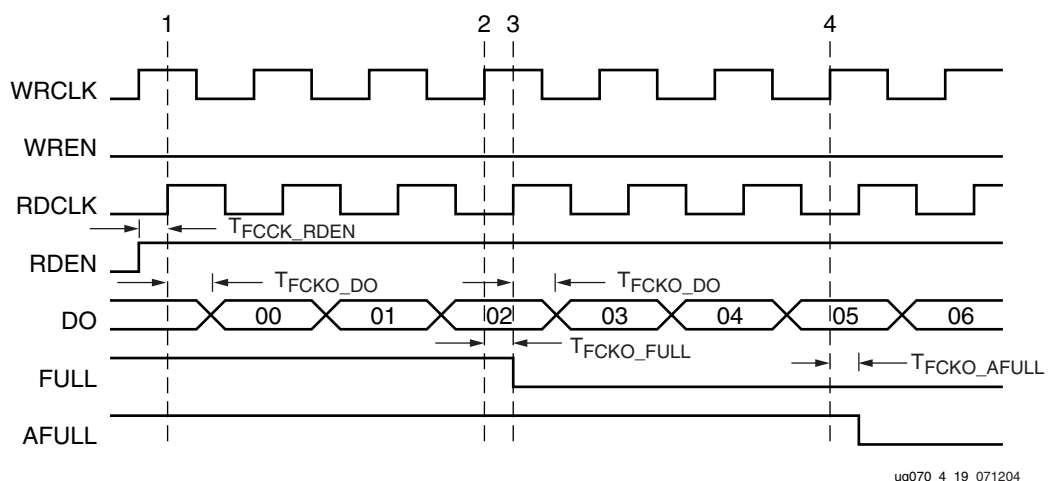 1 2 3 4
WRCLK
WREN
RDCLK
TFCCK_RDEN
RDEN
TFCKO_DO TFCKO_DO
DO 00 01 02 03 04 05 06
TFCKO_FULL
FULL TFCKO_AFULL
AFULL
ug070_4_19_071204